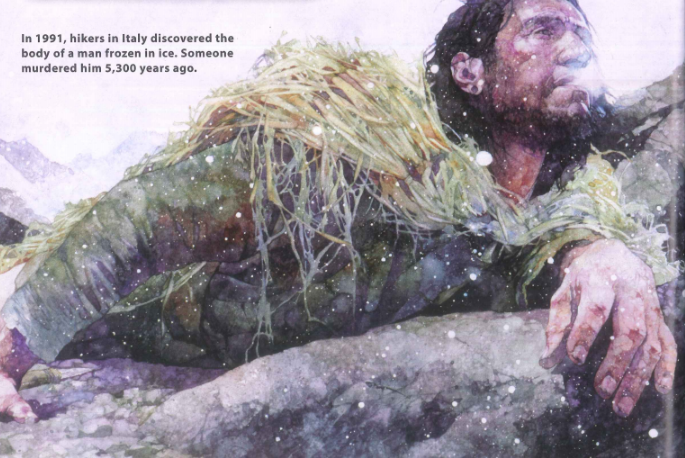 In 1991, hikers in Italy discovered the
body of a man frozen in ice. Someone
murdered him 5,300 years ago.